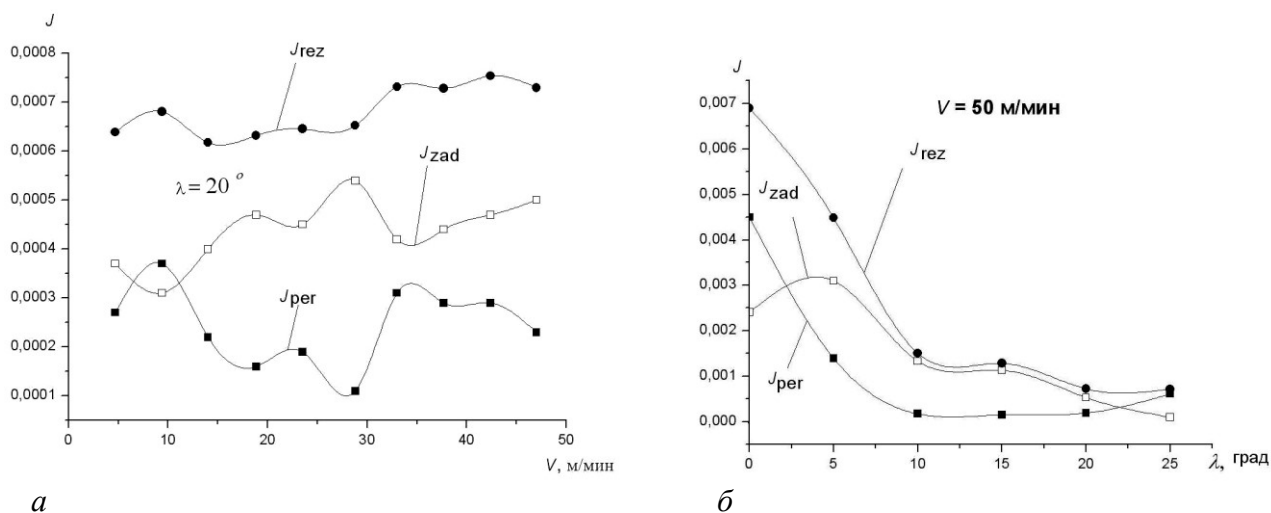 J
0,0008
0,0007
0,0006
0,0005
0,0004
0,0003
0,0002
0,0001
0 10 20 30 40 50
V, м/мин
Jrez
Jzad
λ = 20 °
Jper
а
J
0,007
0,006
0,005
0,004
0,003
0,002
0,001
0,000
0 5 10 15 20 25
λ, град
V = 50 м/мин
Jrez
Jzad
Jper
б